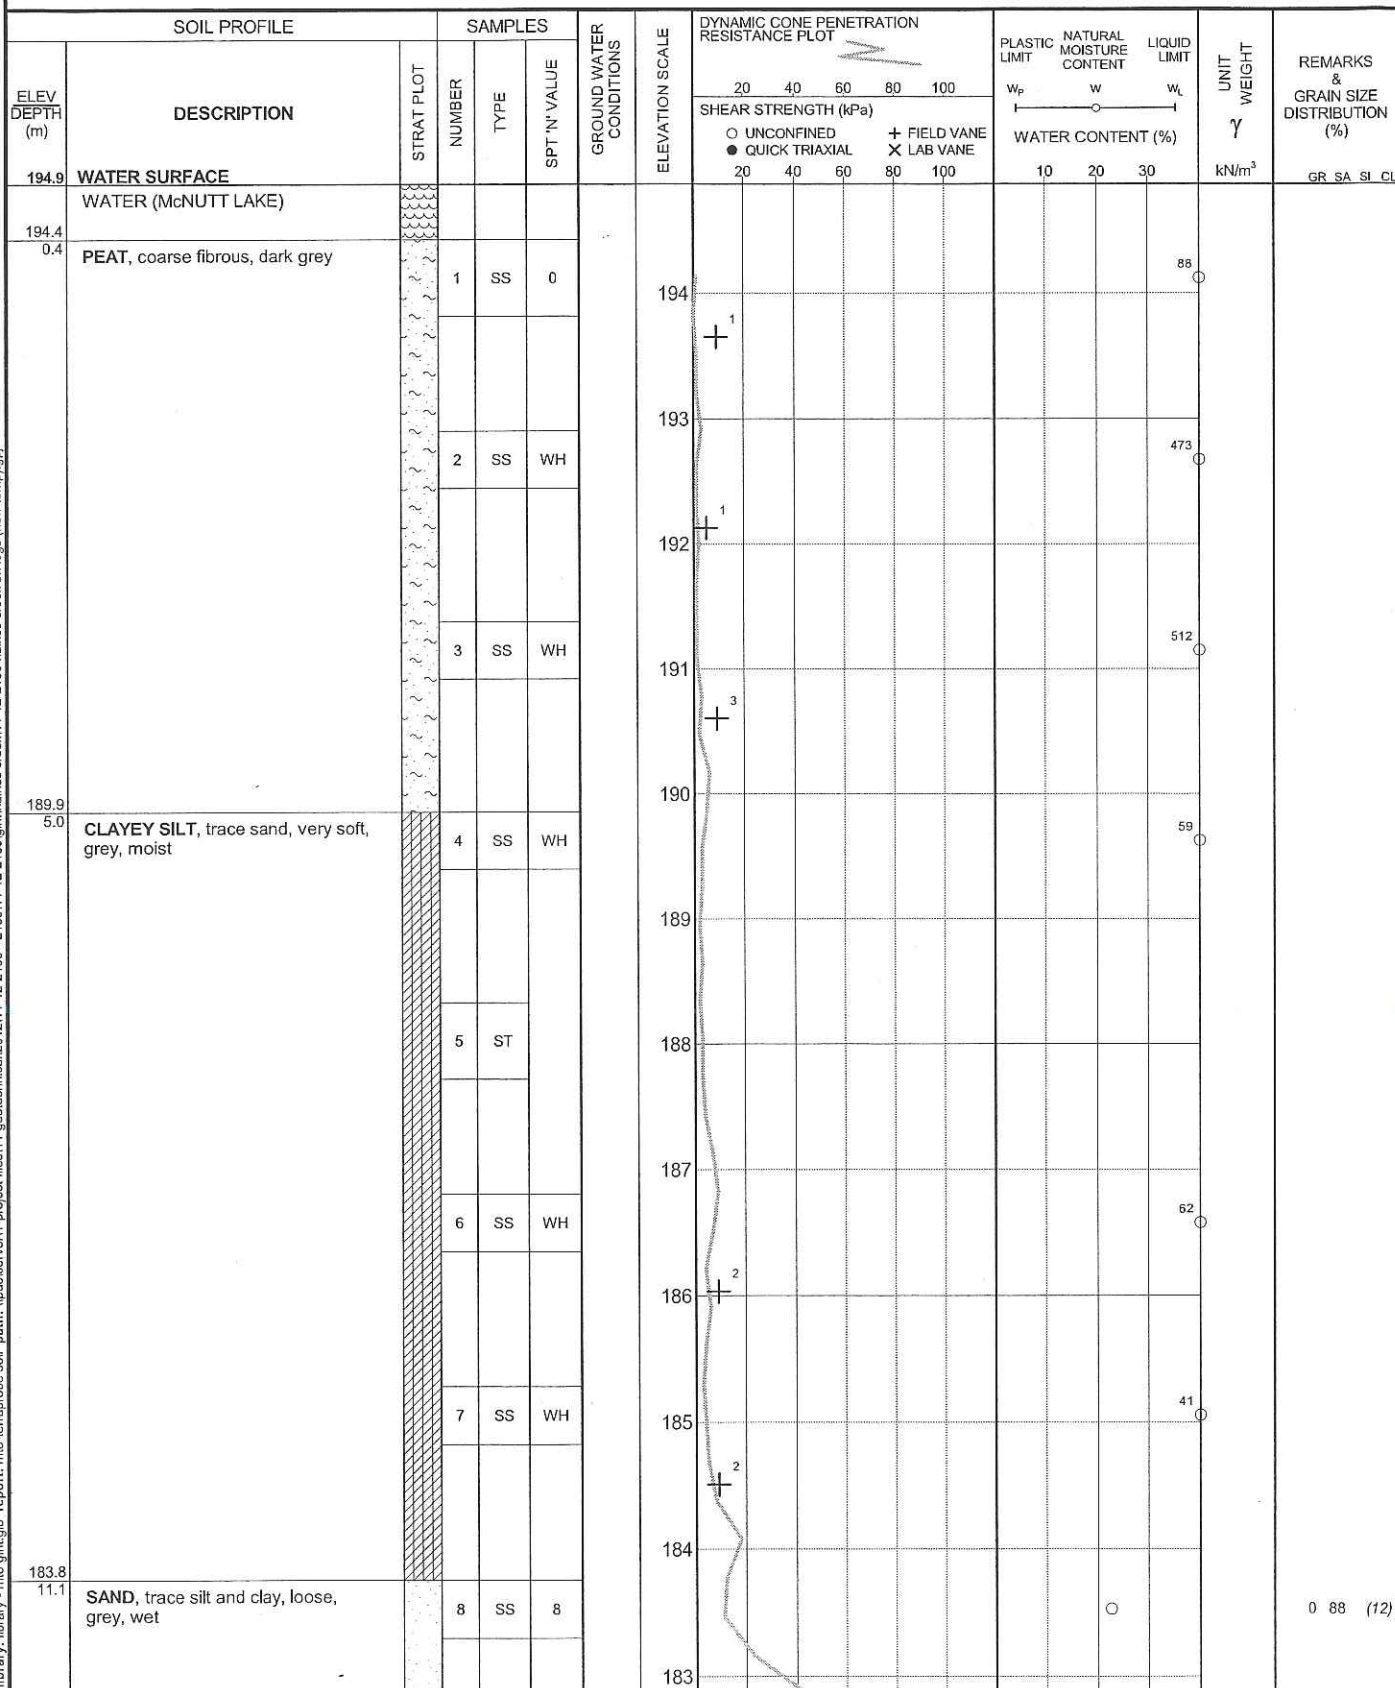 SOIL PROFILE
SAMPLES
ELEV
DEPTH
(m)
DESCRIPTION
STRAT PLOT
NUMBER
TYPE
SPT 'N' VALUE
GROUND WATER
CONDITIONS
ELEVATION SCALE
DYNAMIC CONE PENETRATION
RESISTANCE PLOT
20 40 60 80 100
SHEAR STRENGTH (kPa)
○ UNCONFINED + FIELD VANE
● QUICK TRIAXIAL × LAB VANE
20 40 60 80 100
PLASTIC
LIMIT
NATURAL
MOISTURE
CONTENT
LIQUID
LIMIT
WP W WL
WATER CONTENT (%)
10 20 30
UNIT
WEIGHT
γ
kN/m³
REMARKS
&
GRAIN SIZE
DISTRIBUTION
(%)
GR SA SI CL
194.9 WATER SURFACE
WATER (McNUTT LAKE)
194.4
0.4 PEAT, coarse fibrous, dark grey
1 SS 0
88
194
1
193
2 SS WH
473
1
192
3 SS WH
512
191
3
190
189.9
5.0 CLAYEY SILT, trace sand, very soft,
grey, moist
4 SS WH
59
189
5 ST
188
187
6 SS WH
62
2
186
7 SS WH
41
185
2
184
183.8
11.1 SAND, trace silt and clay, loose,
grey, wet
8 SS 8
0 88 (12)
183